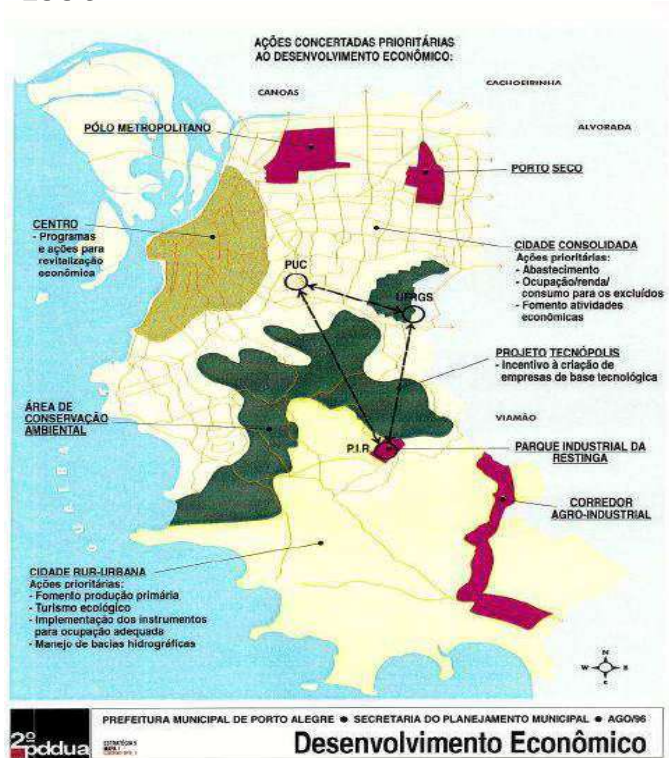 AÇÕES CONCERTADAS PRIORITÁRIAS
AO DESENVOLVIMENTO ECONÔMICO:
CANOAS
CACHOEIRINHA
ALVORADA
PÓLO METROPOLITANO
PORTO SECO
CENTRO
- Programas
e ações para
revitalização
econômica
CIDADE CONSOLIDADA
Ações prioritárias:
- Abastecimento
- Ocupação/renda/
consumo para os excluídos
- Fomento atividades
econômicas
PUC
UFRGS
PROJETO TECNÓPOLIS
- Incentivo à criação de
empresas de base tecnológica
ÁREA DE
CONSERVAÇÃO
AMBIENTAL
VIAMÃO
P.I.R.
PARQUE INDUSTRIAL DA
RESTINGA
CORREDOR
AGRO-INDUSTRIAL
GUAÍBA
CIDADE RUR-URBANA
Ações prioritárias:
- Fomento produção primária
- Turismo ecológico
- Implementação dos instrumentos
para ocupação adequada
- Manejo de bacias hidrográficas
N
W
PREFEITURA MUNICIPAL DE PORTO ALEGRE ● SECRETARIA DO PLANEJAMENTO MUNICIPAL ● AGO/96
2º pddua
Desenvolvimento Econômico